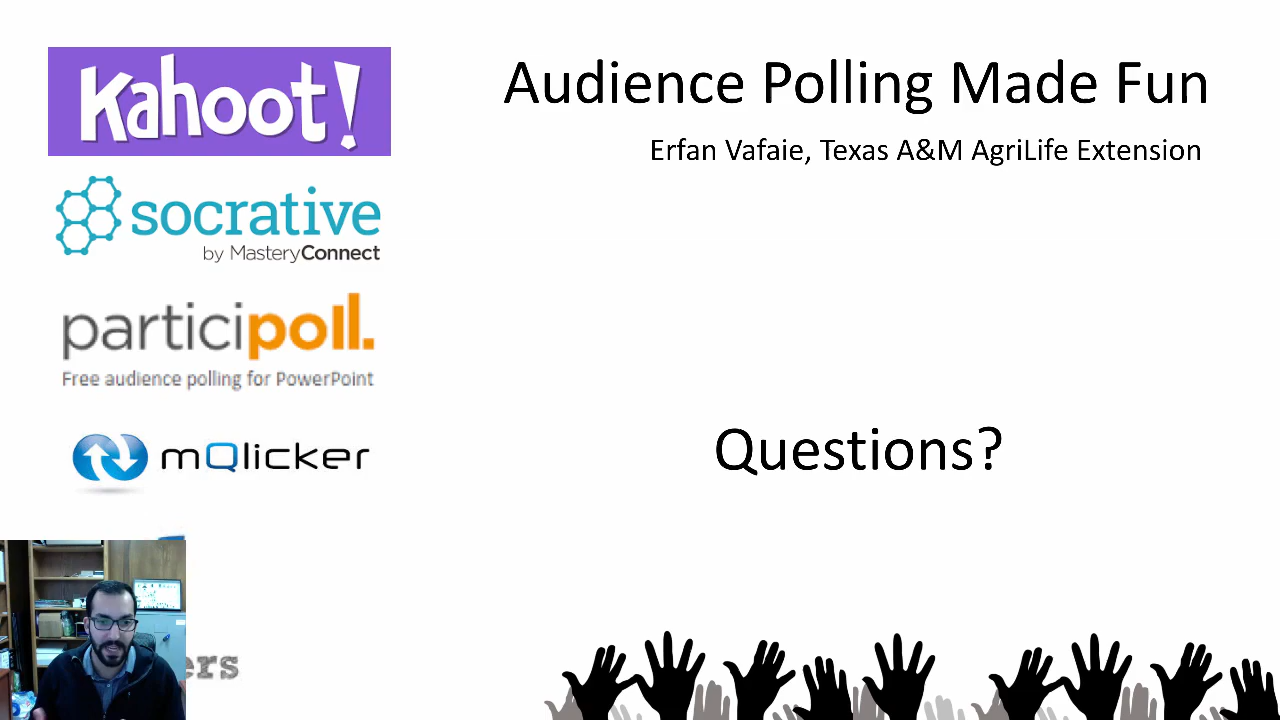 Kahoot!
Audience Polling Made Fun
Erfan Vafaie, Texas A&M AgriLife Extension
socrative
by MasteryConnect
participoll.
Free audience polling for PowerPoint
mQlicker
Questions?